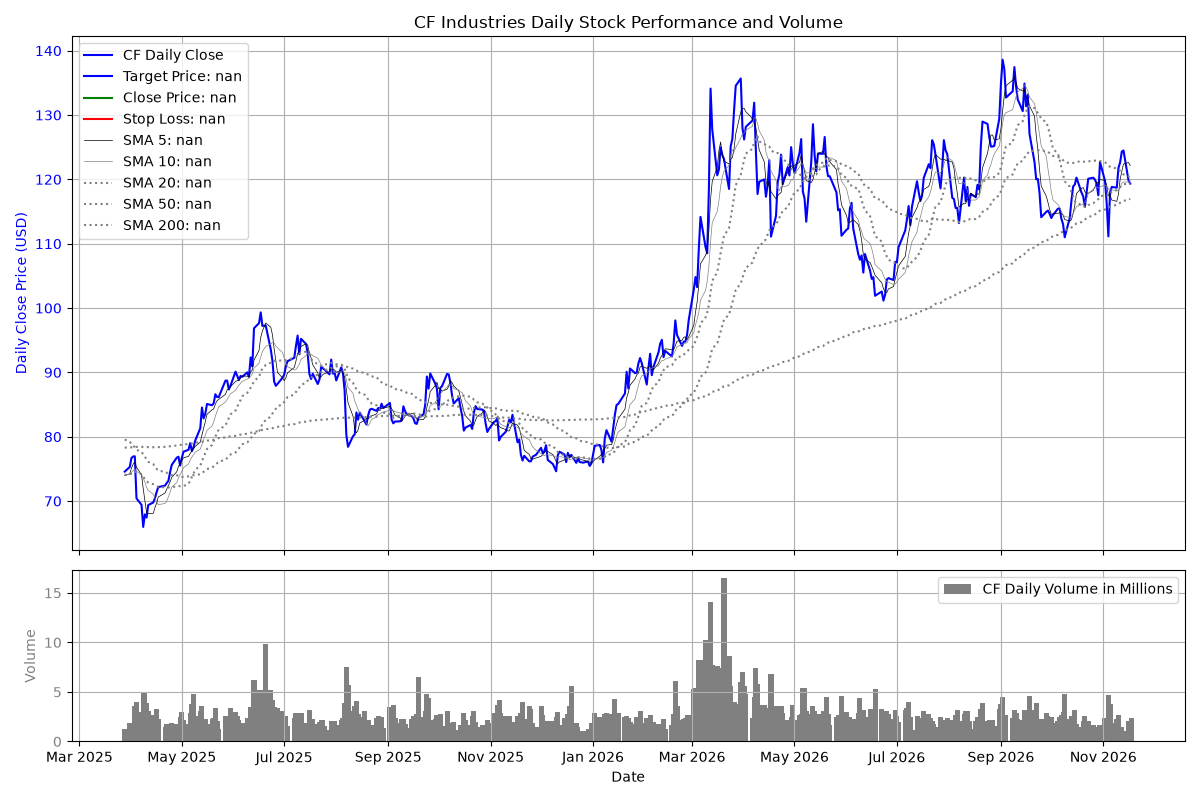 CF Industries Daily Stock Performance and Volume
140
130
120
110
100
90
80
70
Daily Close Price (USD)
CF Daily Close
Target Price: nan
Close Price: nan
Stop Loss: nan
SMA 5: nan
SMA 10: nan
SMA 20: nan
SMA 50: nan
SMA 200: nan
15
10
5
0
Volume
CF Daily Volume in Millions
Mar 2025 May 2025 Jul 2025 Sep 2025 Nov 2025 Jan 2026 Mar 2026 May 2026 Jul 2026 Sep 2026 Nov 2026
Date